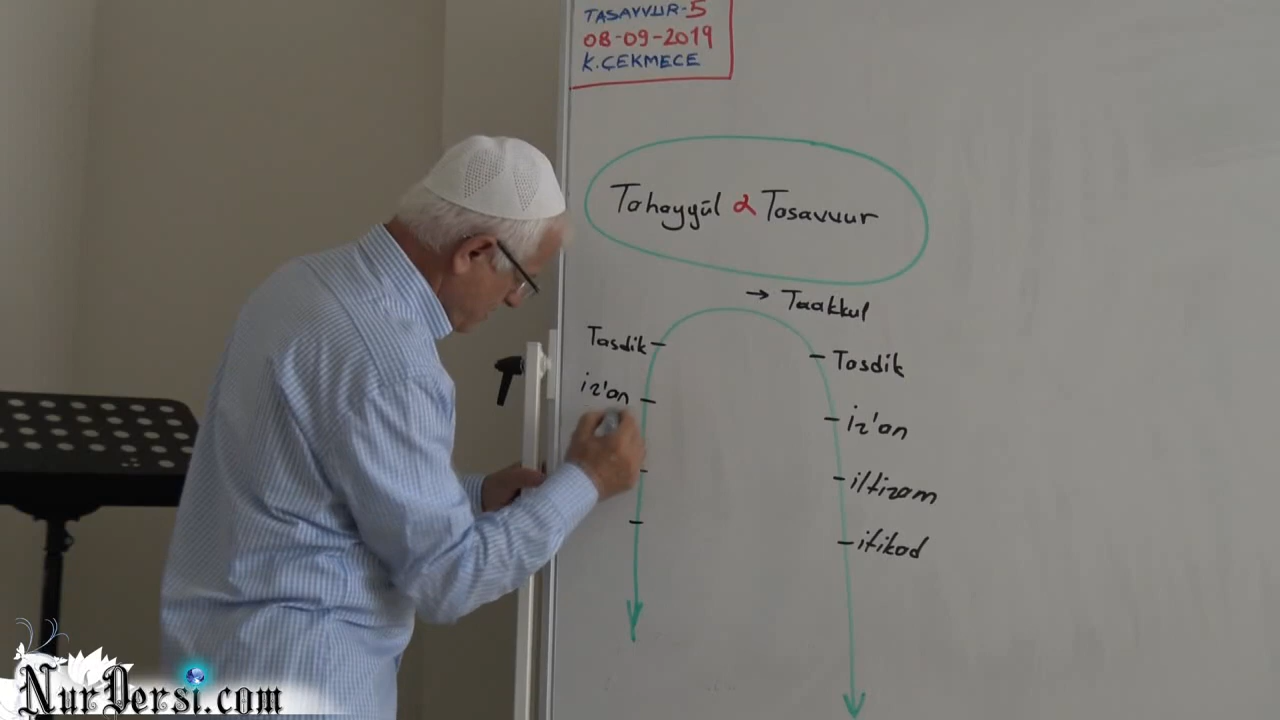 TASAVVUR-5
08-09-2019
K.ÇEKMECE
Tahayyül & Tasavvur
→ Taakkul
Tasdik
iz'an
Tasdik
iz'an
iltizam
itikad
NurDersi.com